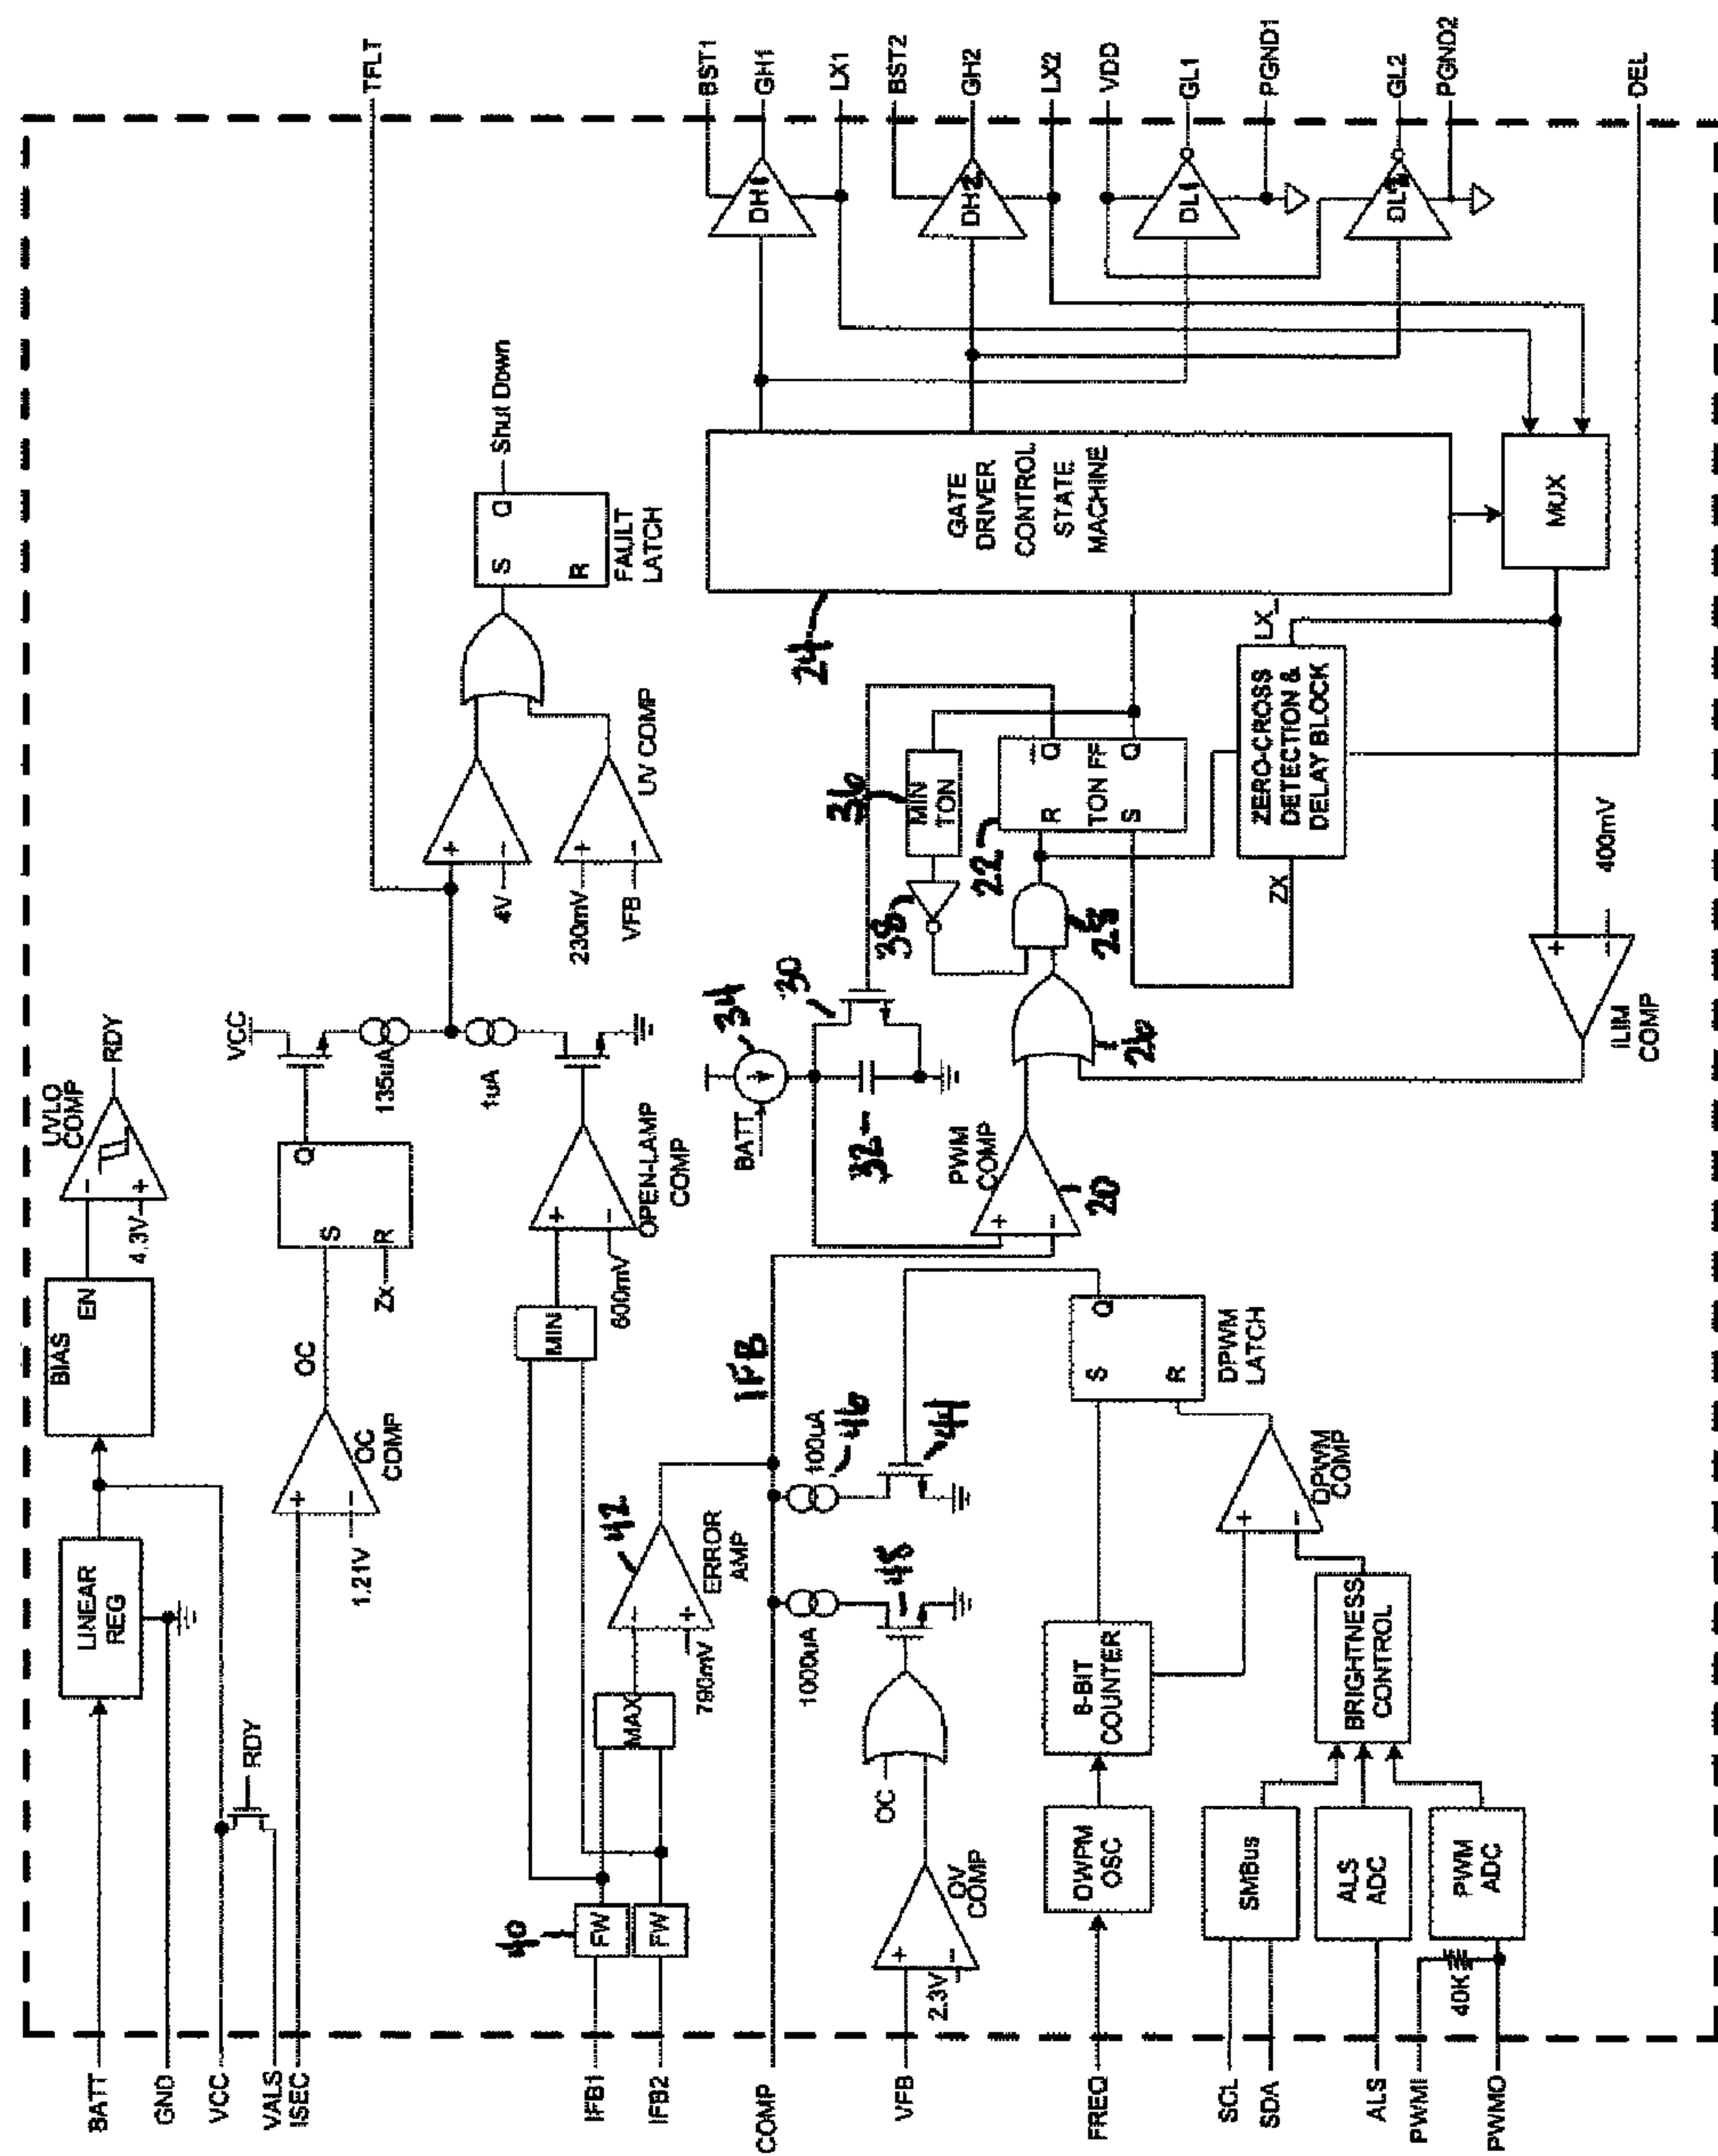 BATT
GND
VCC
VALS
ISEC
IFB1
IFB2
COMP
VFB
FREQ
SCL
SDA
ALS
PWMI
PWMO
LINEAR
REG
BIAS
EN
UVLO
COMP
-
+
4.3V
RDY
RDY
+
-
1.21V
OC
COMP
OC
S
R
Q
Zx
VCC
135uA
1uA
TFLT
+
-
4V
230mV
+
-
VFB
UV COMP
S
Q
R
FAULT
LATCH
Shut Down
40
FW
FW
MAX
MIN
790mV
-
+
42
ERROR
AMP
+
-
600mV
OPEN-LAMP
COMP
IFB
1000uA
48
100uA
46
44
OC
+
-
2.3V
OV
COMP
BATT
34
30
32
PWM
COMP
+
-
20
26
28
38
36
MIN
TON
22
R
S
TON FF
Q
Q
24
GATE
DRIVER
CONTROL
STATE
MACHINE
ZERO-CROSS
DETECTION &
DELAY BLOCK
LX_
ZX
MUX
400mV
+
-
ILIM
COMP
DWPM
OSC
8-BIT
COUNTER
SMBus
ALS
ADC
PWM
ADC
40K
BRIGHTNESS
CONTROL
+
-
DPWM
COMP
S
R
Q
DPWM
LATCH
DH1
DH2
DL1
DL2
BST1
GH1
LX1
BST2
GH2
LX2
VDD
GL1
PGND1
GL2
PGND2
DEL